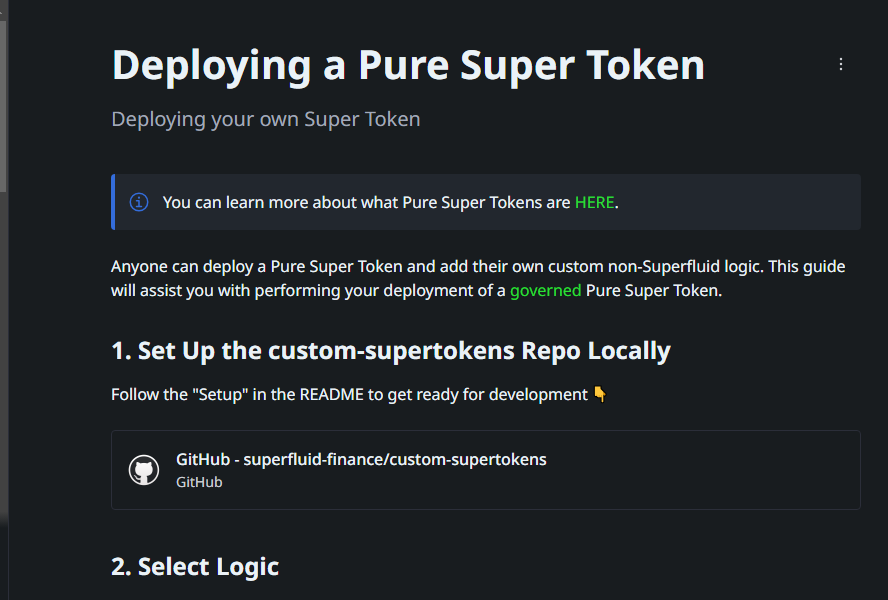 Deploying a Pure Super Token
Deploying your own Super Token
You can learn more about what Pure Super Tokens are HERE.
Anyone can deploy a Pure Super Token and add their own custom non-Superfluid logic. This guide
will assist you with performing your deployment of a governed Pure Super Token.
1. Set Up the custom-supertokens Repo Locally
Follow the "Setup" in the README to get ready for development 👇
GitHub - superfluid-finance/custom-supertokens
GitHub
2. Select Logic